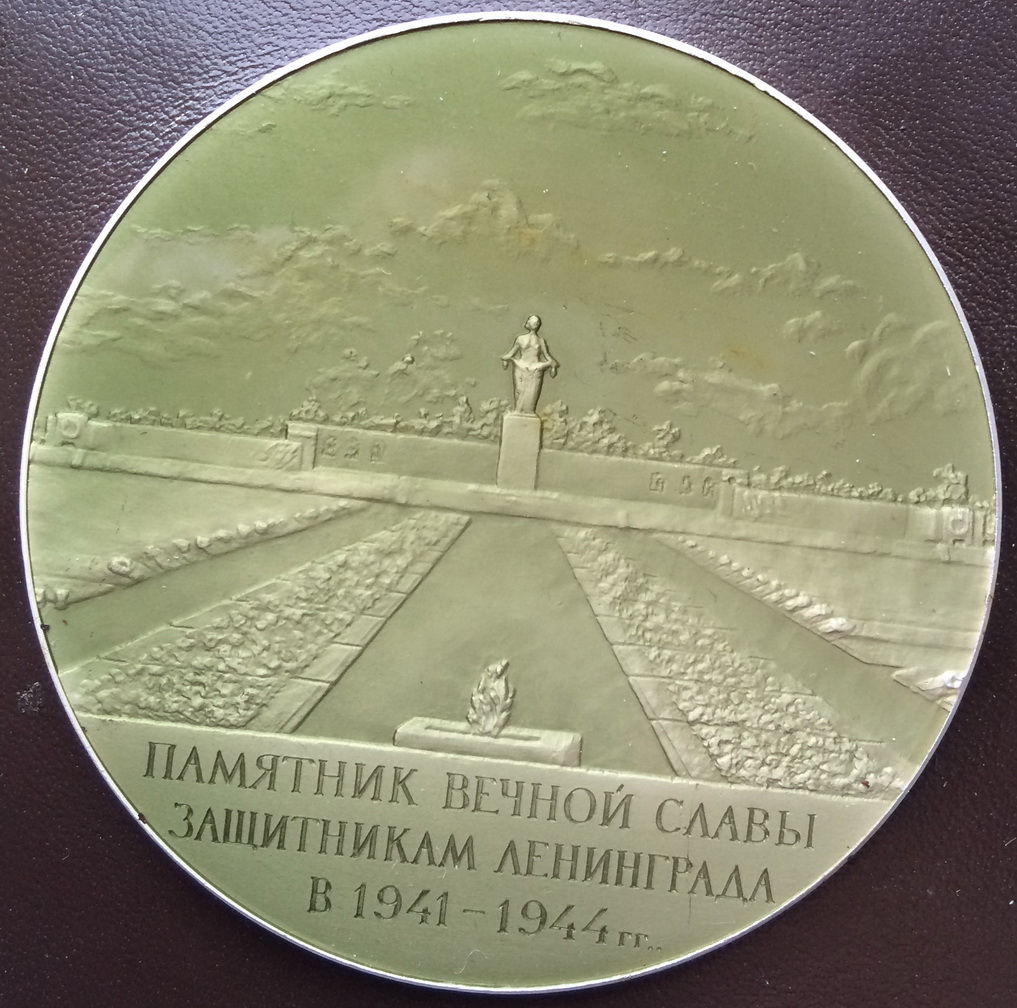 ПАМЯТНИК ВЕЧНОЙ СЛАВЫ
ЗАЩИТНИКАМ ЛЕНИНГРАДА
В 1941-1944 гг.